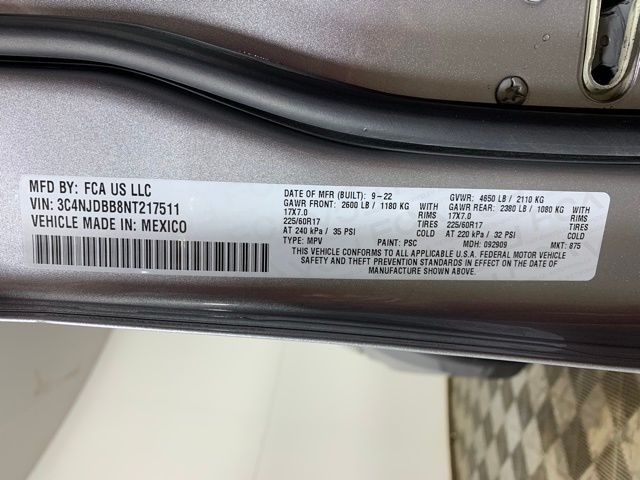 MFD BY: FCA US LLC
VIN: 3C4NJDBB8NT217511
VEHICLE MADE IN: MEXICO
DATE OF MFR (BUILT): 9-22 GVWR: 4650 LB / 2110 KG
GAWR FRONT: 2600 LB / 1180 KG WITH GAWR REAR: 2380 LB / 1080 KG WITH
17X7.0 RIMS 17X7.0 RIMS
225/60R17 TIRES 225/60R17 TIRES
AT 240 kPa / 35 PSI COLD AT 220 kPa / 32 PSI COLD
TYPE: MPV PAINT: PSC MDH: 092909 MKT: 875
THIS VEHICLE CONFORMS TO ALL APPLICABLE U.S.A. FEDERAL MOTOR VEHICLE
SAFETY AND THEFT PREVENTION STANDARDS IN EFFECT ON THE DATE OF
MANUFACTURE SHOWN ABOVE.